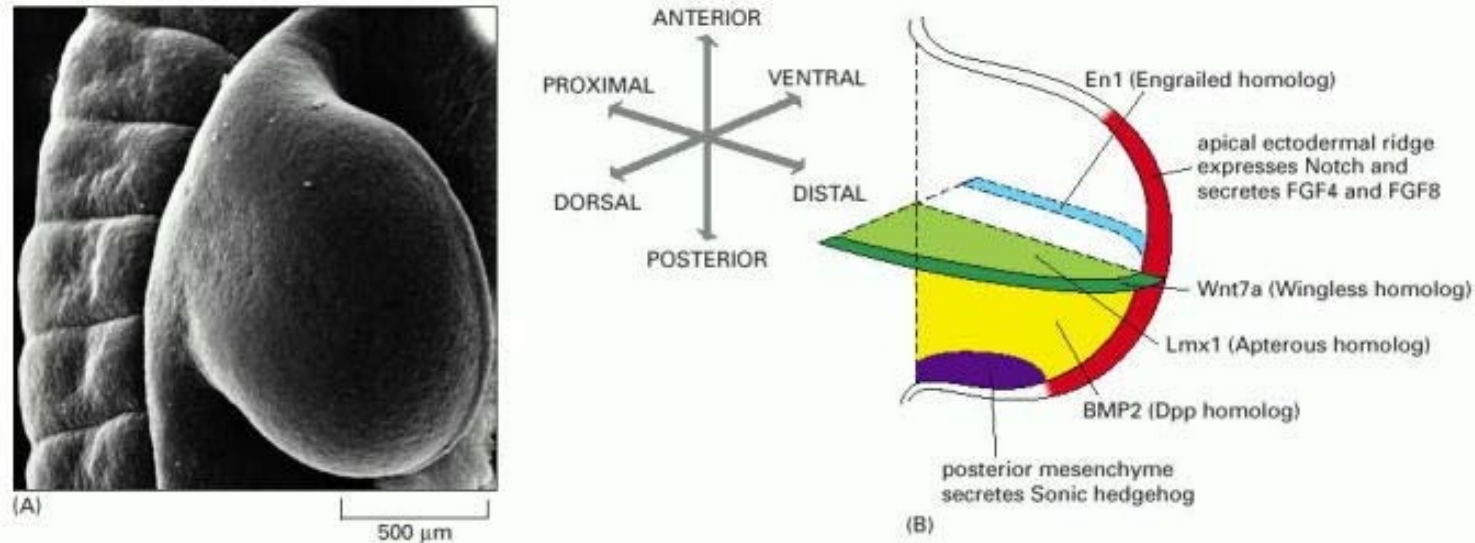 ANTERIOR
PROXIMAL
VENTRAL
DORSAL
DISTAL
POSTERIOR
En1 (Engrailed homolog)
apical ectodermal ridge
expresses Notch and
secretes FGF4 and FGF8
Wnt7a (Wingless homolog)
Lmx1 (Apterous homolog)
BMP2 (Dpp homolog)
posterior mesenchyme
secretes Sonic hedgehog
(A)
500 μm
(B)